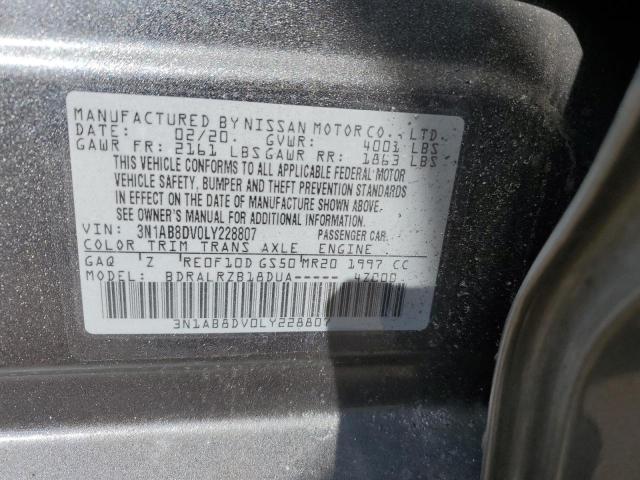 MANUFACTURED BY NISSAN MOTOR CO., LTD.
DATE: 02/20. GVWR: 4001 LBS
GAWR FR: 2161 LBS GAWR RR: 1863 LBS
THIS VEHICLE CONFORMS TO ALL APPLICABLE FEDERAL MOTOR
VEHICLE SAFETY, BUMPER AND THEFT PREVENTION STANDARDS
IN EFFECT ON THE DATE OF MANUFACTURE SHOWN ABOVE.
SEE OWNER'S MANUAL FOR ADDITIONAL INFORMATION.
VIN: 3N1AB8DV0LY228807 PASSENGER CAR
COLOR TRIM TRANS AXLE ENGINE
GAQ Z RE0F10D GS50 MR20 1997 CC
MODEL: BDRALRZB18DUA----- 4Z000
3N1AB8DV0LY228807